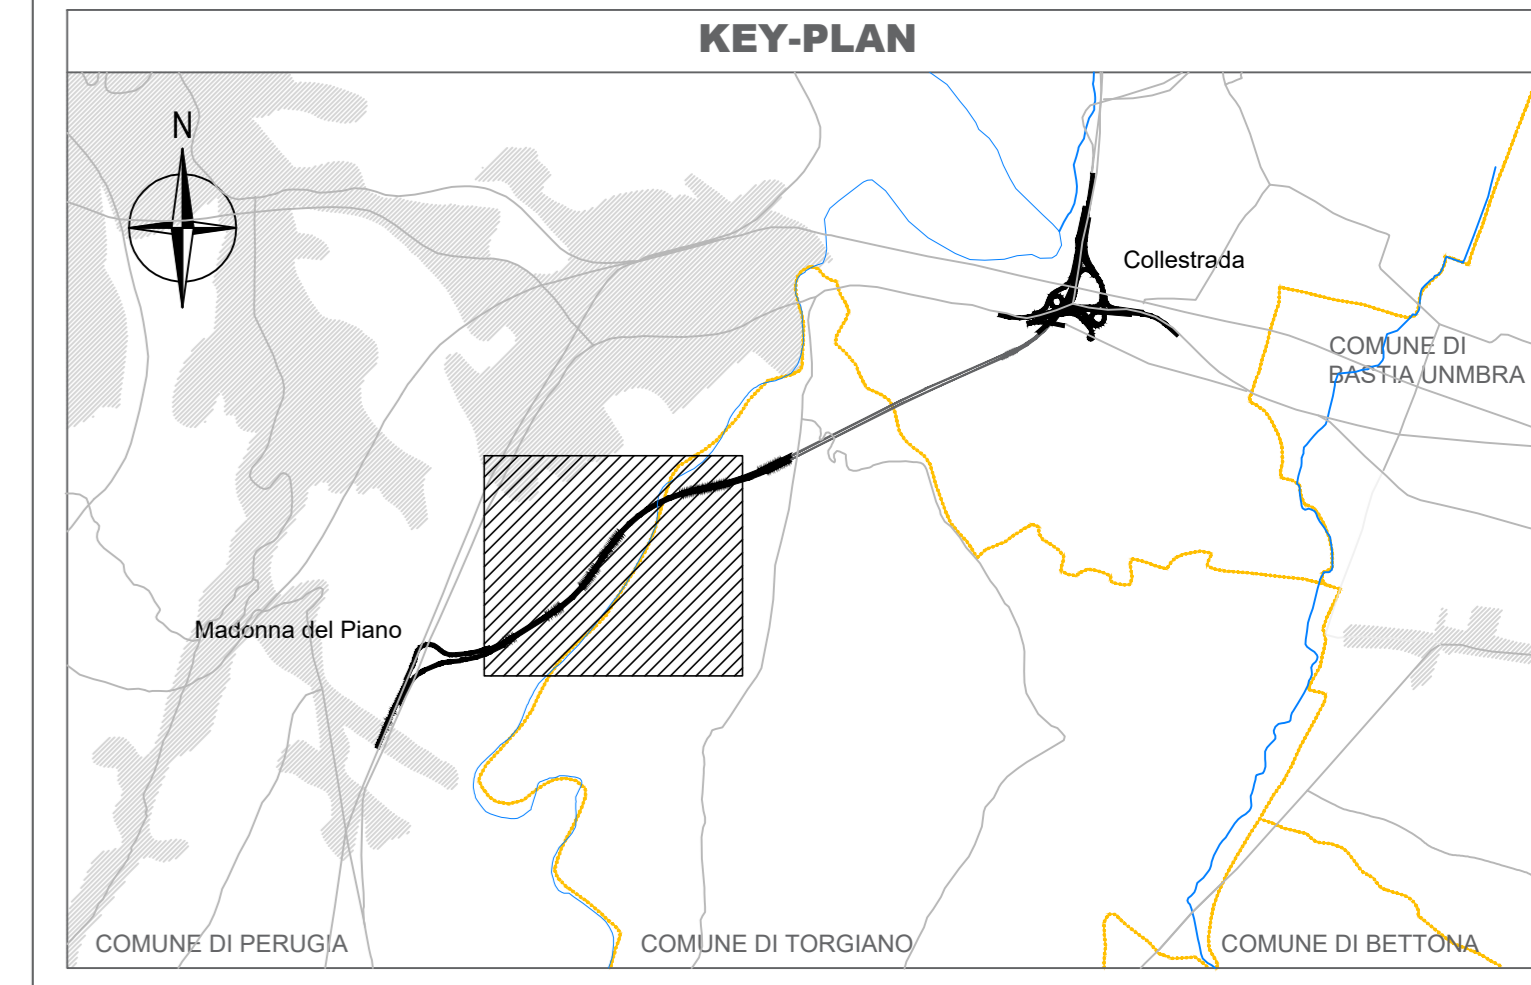 KEY-PLAN
N
Collestrada
COMUNE DI
BASTIA UNMBRA
Madonna del Piano
COMUNE DI PERUGIA
COMUNE DI TORGIANO
COMUNE DI BETTONA